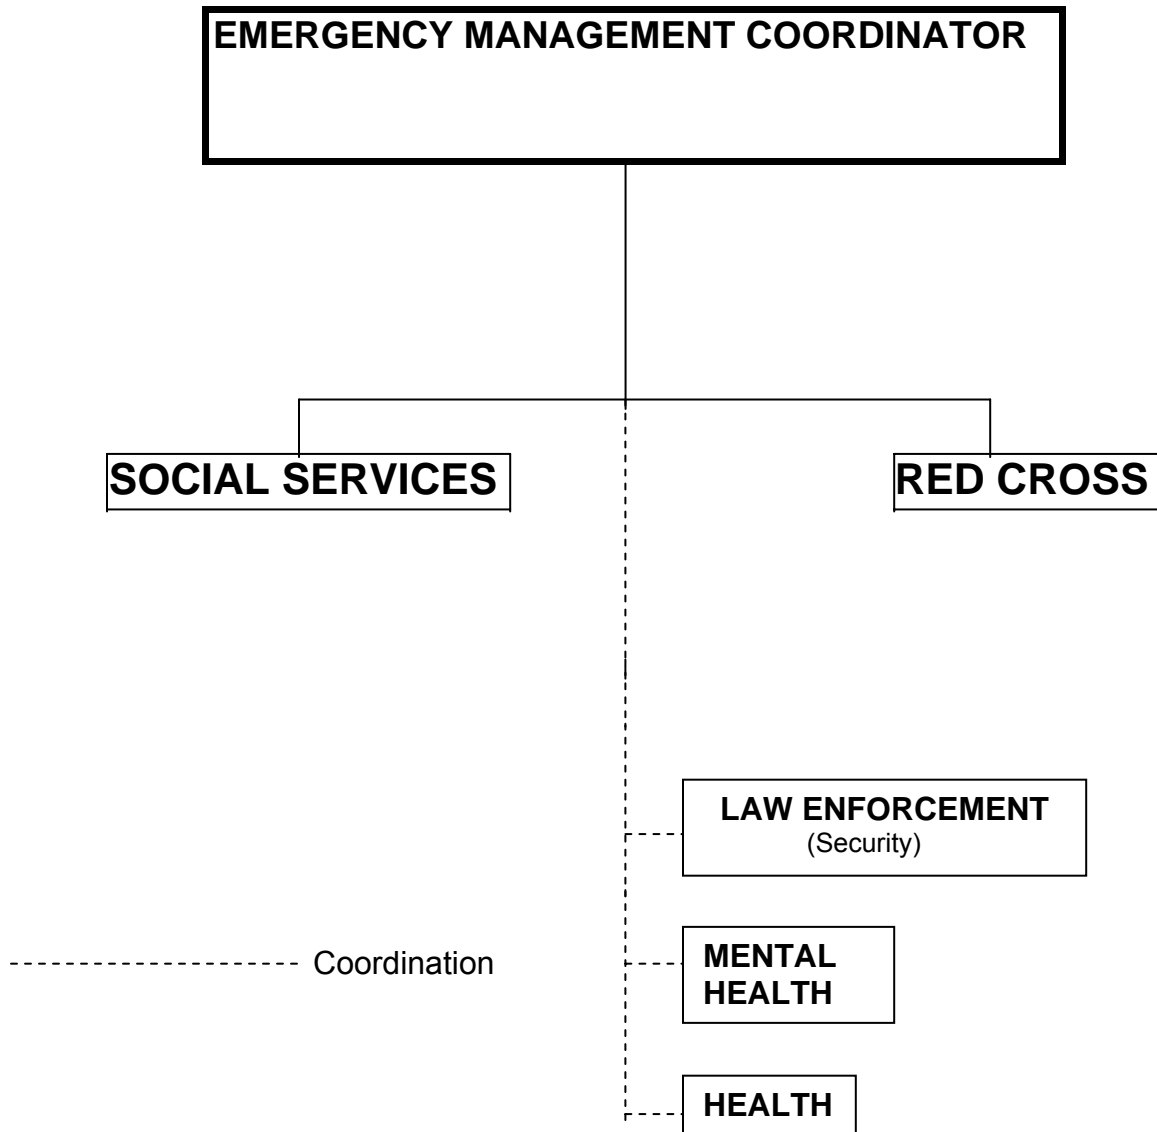 EMERGENCY MANAGEMENT COORDINATOR
SOCIAL SERVICES
RED CROSS
LAW ENFORCEMENT
(Security)
Coordination
MENTAL
HEALTH
HEALTH